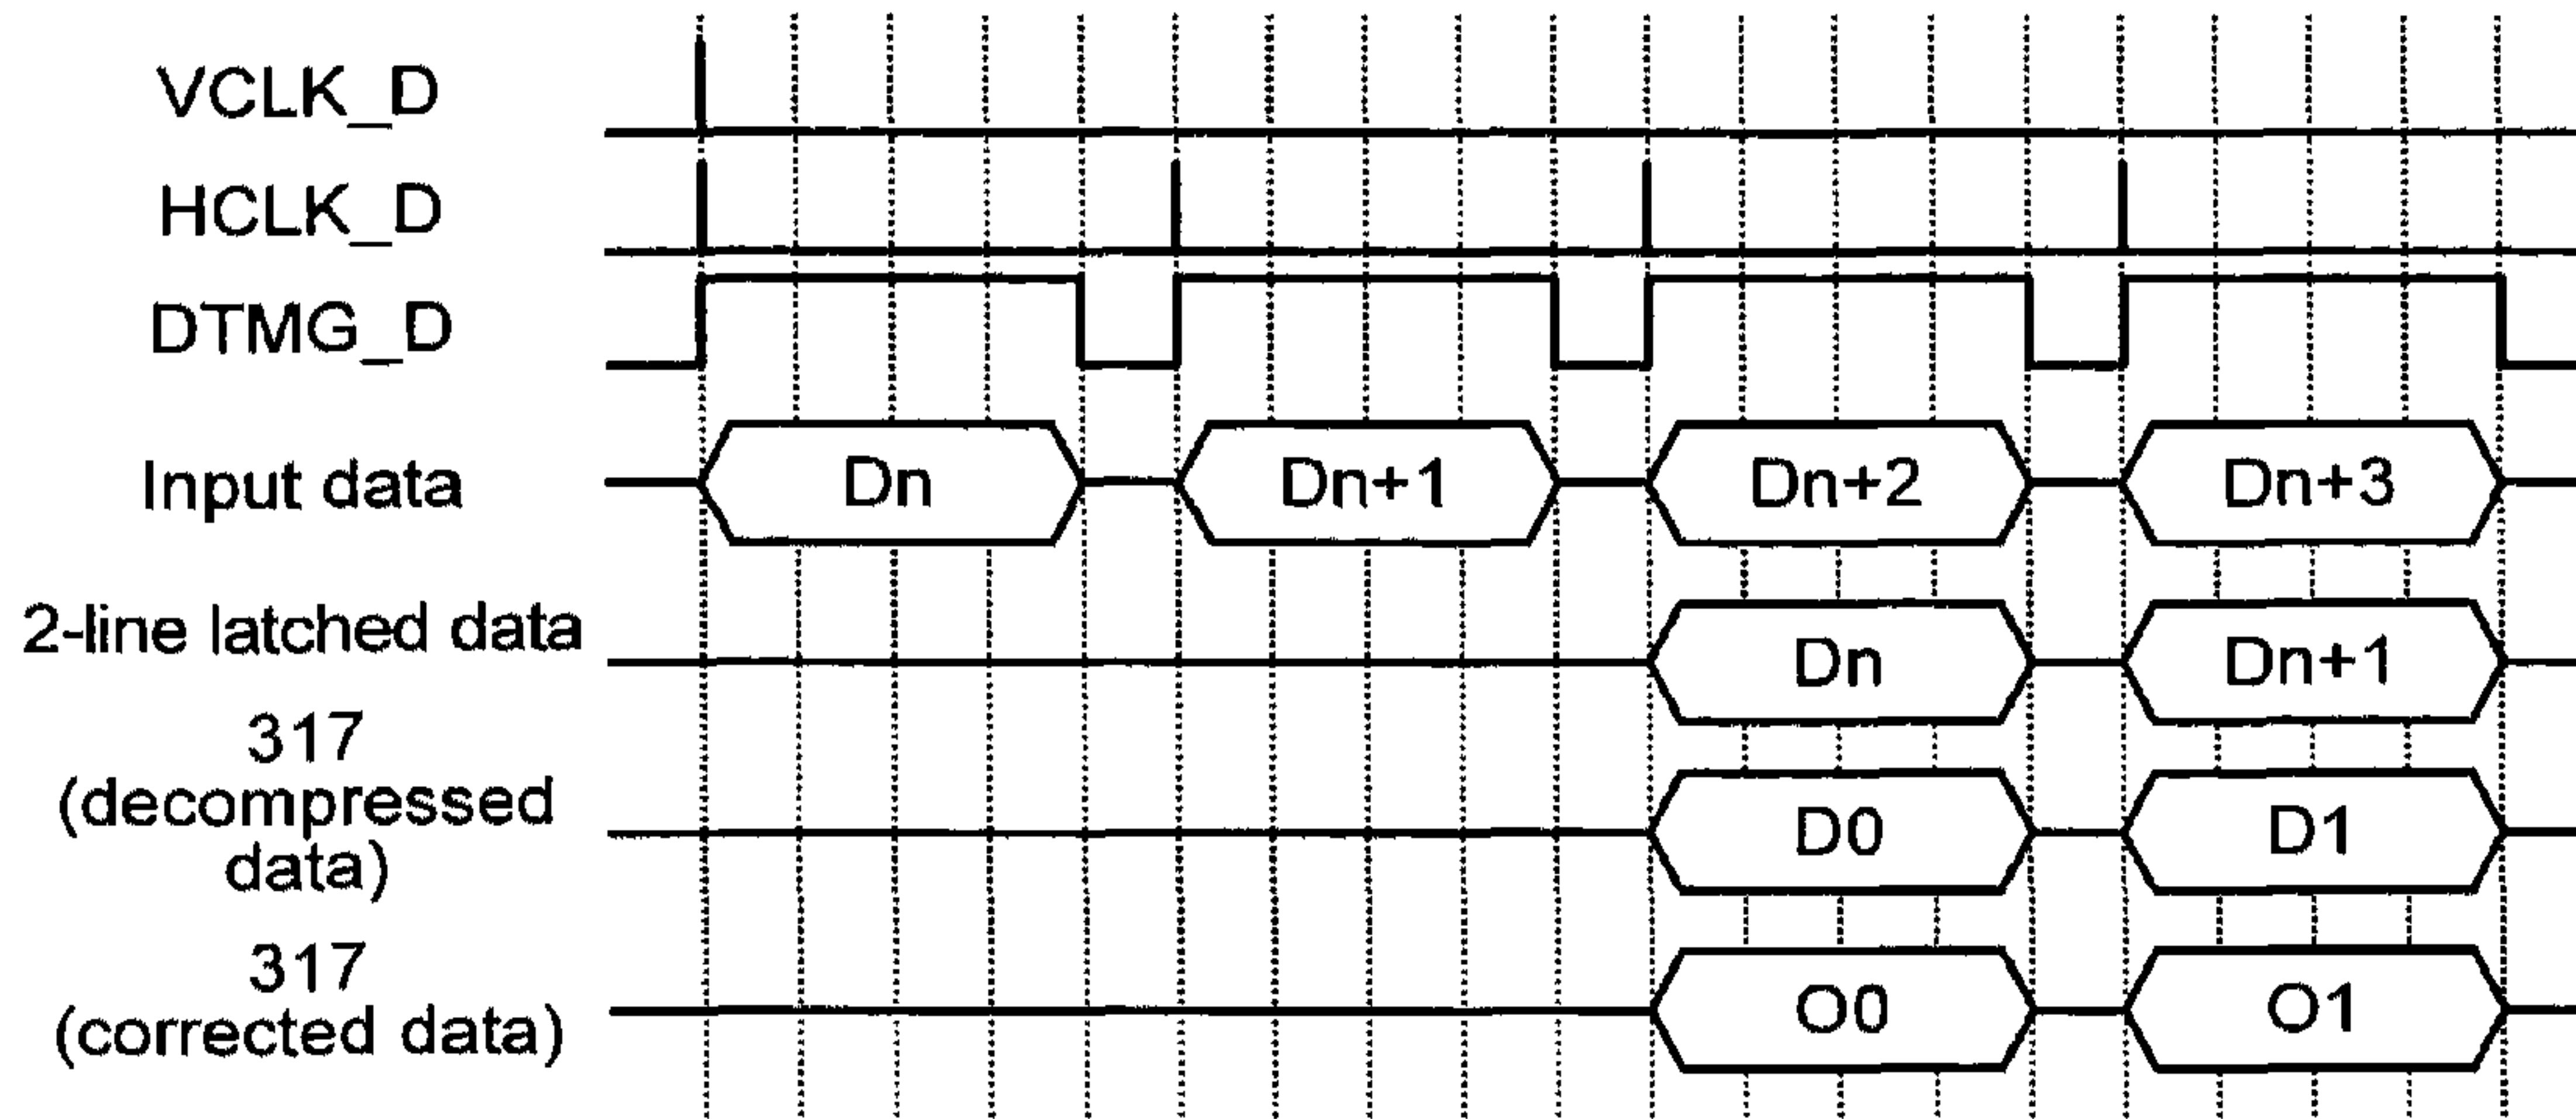 VCLK_D
HCLK_D
DTMG_D
Input data Dn Dn+1 Dn+2 Dn+3
2-line latched data Dn Dn+1
317
(decompressed
data) D0 D1
317
(corrected data) O0 O1